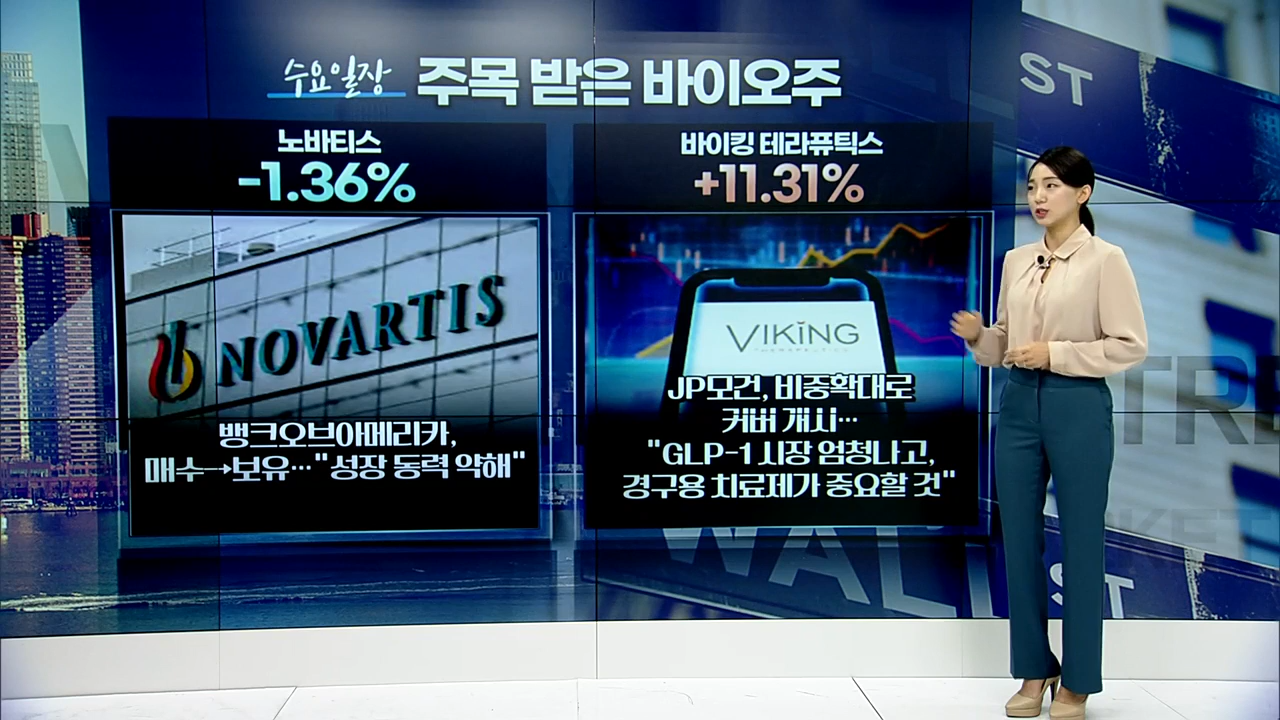 수요일장 주목 받은 바이오주
노바티스
-1.36%
NOVARTIS
뱅크오브아메리카,
매수→보유…"성장 동력 약해"
바이킹 테라퓨틱스
+11.31%
VIKING
THERAPEUTICS
JP모건, 비중확대로
커버 개시…
"GLP-1 시장 엄청나고,
경구용 치료제가 중요할 것"
ST
WALL ST